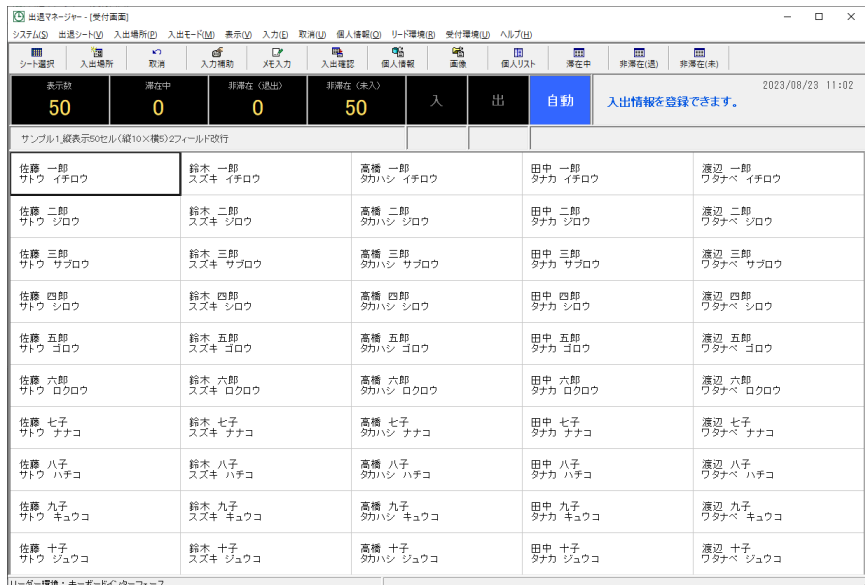 出退マネージャー - [受付画面]
システム(S) 出退シート(V) 入出場所(P) 入出モード(M) 表示(V) 入力(E) 取消(U) 個人情報(O) リード環境(R) 受付環境(U) ヘルプ(H)
シート選択 入出場所 取消 入力補助 メモ入力 入出確認 個人情報 画像 個人リスト 滞在中 非滞在(退) 非滞在(未)
表示数 滞在中 非滞在（退出） 非滞在（未入） 2023/08/23 11:02
50 0 0 50 入 出 自動 入出情報を登録できます。
サンプル1_縦表示50セル(縦10×横5)2フィールド改行
佐藤 一郎 鈴木 一郎 高橋 一郎 田中 一郎 渡辺 一郎
サトウ イチロウ スズキ イチロウ タカハシ イチロウ タナカ イチロウ ワタナベ イチロウ
佐藤 二郎 鈴木 二郎 高橋 二郎 田中 二郎 渡辺 二郎
サトウ ジロウ スズキ ジロウ タカハシ ジロウ タナカ ジロウ ワタナベ ジロウ
佐藤 三郎 鈴木 三郎 高橋 三郎 田中 三郎 渡辺 三郎
サトウ サブロウ スズキ サブロウ タカハシ サブロウ タナカ サブロウ ワタナベ サブロウ
佐藤 四郎 鈴木 四郎 高橋 四郎 田中 四郎 渡辺 四郎
サトウ シロウ スズキ シロウ タカハシ シロウ タナカ シロウ ワタナベ シロウ
佐藤 五郎 鈴木 五郎 高橋 五郎 田中 五郎 渡辺 五郎
サトウ ゴロウ スズキ ゴロウ タカハシ ゴロウ タナカ ゴロウ ワタナベ ゴロウ
佐藤 六郎 鈴木 六郎 高橋 六郎 田中 六郎 渡辺 六郎
サトウ ロクロウ スズキ ロクロウ タカハシ ロクロウ タナカ ロクロウ ワタナベ ロクロウ
佐藤 七子 鈴木 七子 高橋 七子 田中 七子 渡辺 七子
サトウ ナナコ スズキ ナナコ タカハシ ナナコ タナカ ナナコ ワタナベ ナナコ
佐藤 八子 鈴木 八子 高橋 八子 田中 八子 渡辺 八子
サトウ ハチコ スズキ ハチコ タカハシ ハチコ タナカ ハチコ ワタナベ ハチコ
佐藤 九子 鈴木 九子 高橋 九子 田中 九子 渡辺 九子
サトウ キュウコ スズキ キュウコ タカハシ キュウコ タナカ キュウコ ワタナベ キュウコ
佐藤 十子 鈴木 十子 高橋 十子 田中 十子 渡辺 十子
サトウ ジュウコ スズキ ジュウコ タカハシ ジュウコ タナカ ジュウコ ワタナベ ジュウコ
リーダー環境：キーボードインターフェース